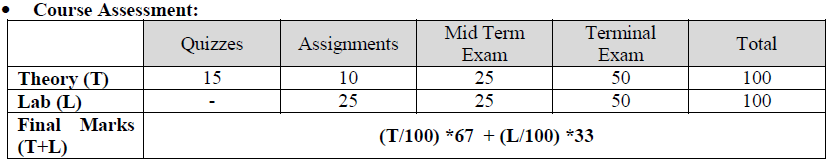 • Course Assessment:
Quizzes Assignments Mid Term Exam Terminal Exam Total
Theory (T) 15 10 25 50 100
Lab (L) - 25 25 50 100
Final Marks (T+L) (T/100) *67 + (L/100) *33